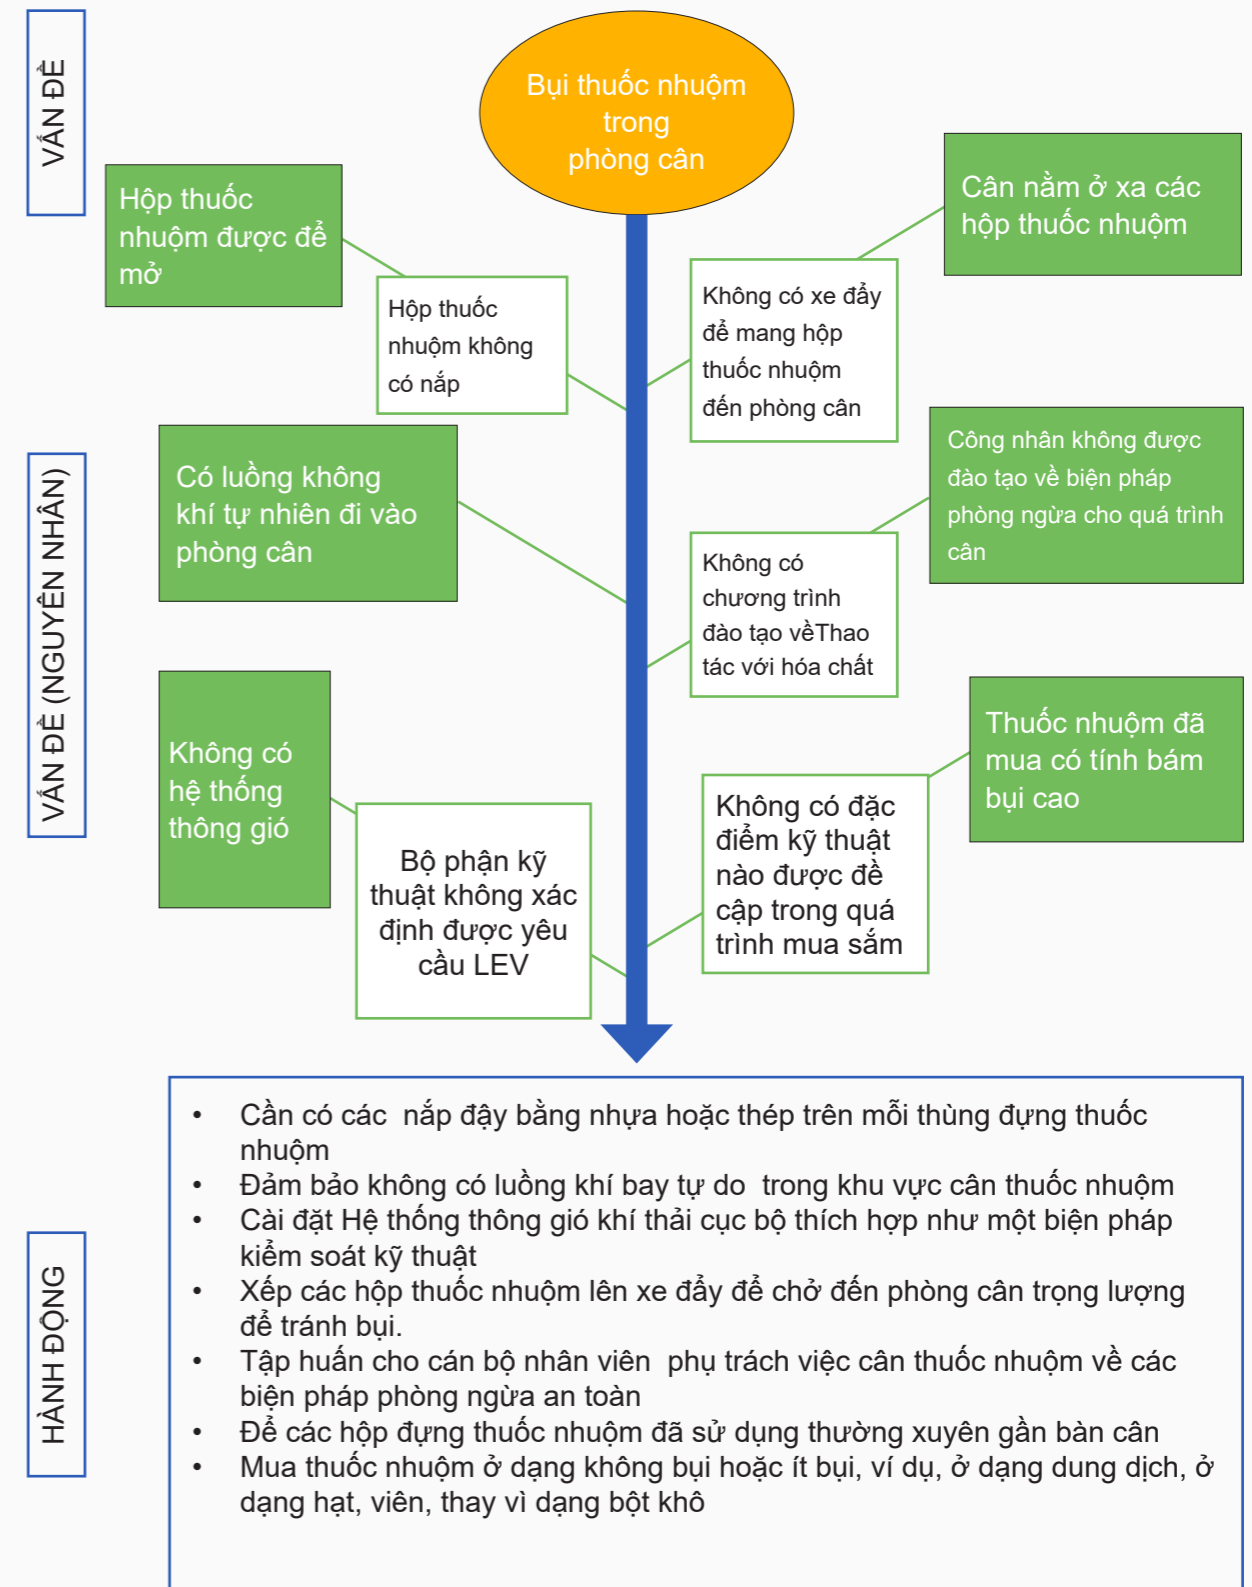 VẤN ĐỀ
Bụi thuốc nhuộm
trong
phòng cân
Hộp thuốc
nhuộm được để
mở
Hộp thuốc
nhuộm không
có nắp
Không có xe đẩy
để mang hộp
thuốc nhuộm
đến phòng cân
Cân nằm ở xa các
hộp thuốc nhuộm
VẤN ĐỀ (NGUYÊN NHÂN)
Có luồng không
khí tự nhiên đi vào
phòng cân
Không có
chương trình
đào tạo vềThao
tác với hóa chất
Công nhân không được
đào tạo về biện pháp
phòng ngừa cho quá trình
cân
Không có
hệ thống
thông gió
Bộ phận kỹ
thuật không xác
định được yêu
cầu LEV
Không có đặc
điểm kỹ thuật
nào được đề
cập trong quá
trình mua sắm
Thuốc nhuộm đã
mua có tính bám
bụi cao
HÀNH ĐỘNG
• Cần có các nắp đậy bằng nhựa hoặc thép trên mỗi thùng đựng thuốc
nhuộm
• Đảm bảo không có luồng khí bay tự do trong khu vực cân thuốc nhuộm
• Cài đặt Hệ thống thông gió khí thải cục bộ thích hợp như một biện pháp
kiểm soát kỹ thuật
• Xếp các hộp thuốc nhuộm lên xe đẩy để chở đến phòng cân trọng lượng
để tránh bụi.
• Tập huấn cho cán bộ nhân viên phụ trách việc cân thuốc nhuộm về các
biện pháp phòng ngừa an toàn
• Để các hộp đựng thuốc nhuộm đã sử dụng thường xuyên gần bàn cân
• Mua thuốc nhuộm ở dạng không bụi hoặc ít bụi, ví dụ, ở dạng dung dịch, ở
dạng hạt, viên, thay vì dạng bột khô